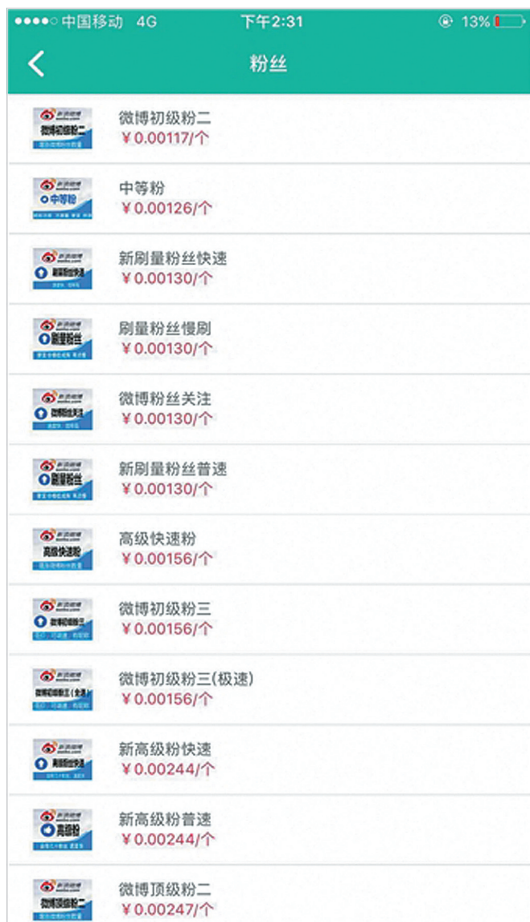 中国移动 4G 下午2:31 13%
粉丝
微博初级粉二
¥0.00117/个
中等粉
¥0.00126/个
新刷量粉丝快速
¥0.00130/个
刷量粉丝慢刷
¥0.00130/个
微博粉丝关注
¥0.00130/个
新刷量粉丝普速
¥0.00130/个
高级快速粉
¥0.00156/个
微博初级粉三
¥0.00156/个
微博初级粉三(极速)
¥0.00156/个
新高级粉快速
¥0.00244/个
新高级粉普速
¥0.00244/个
微博顶级粉二
¥0.00247/个